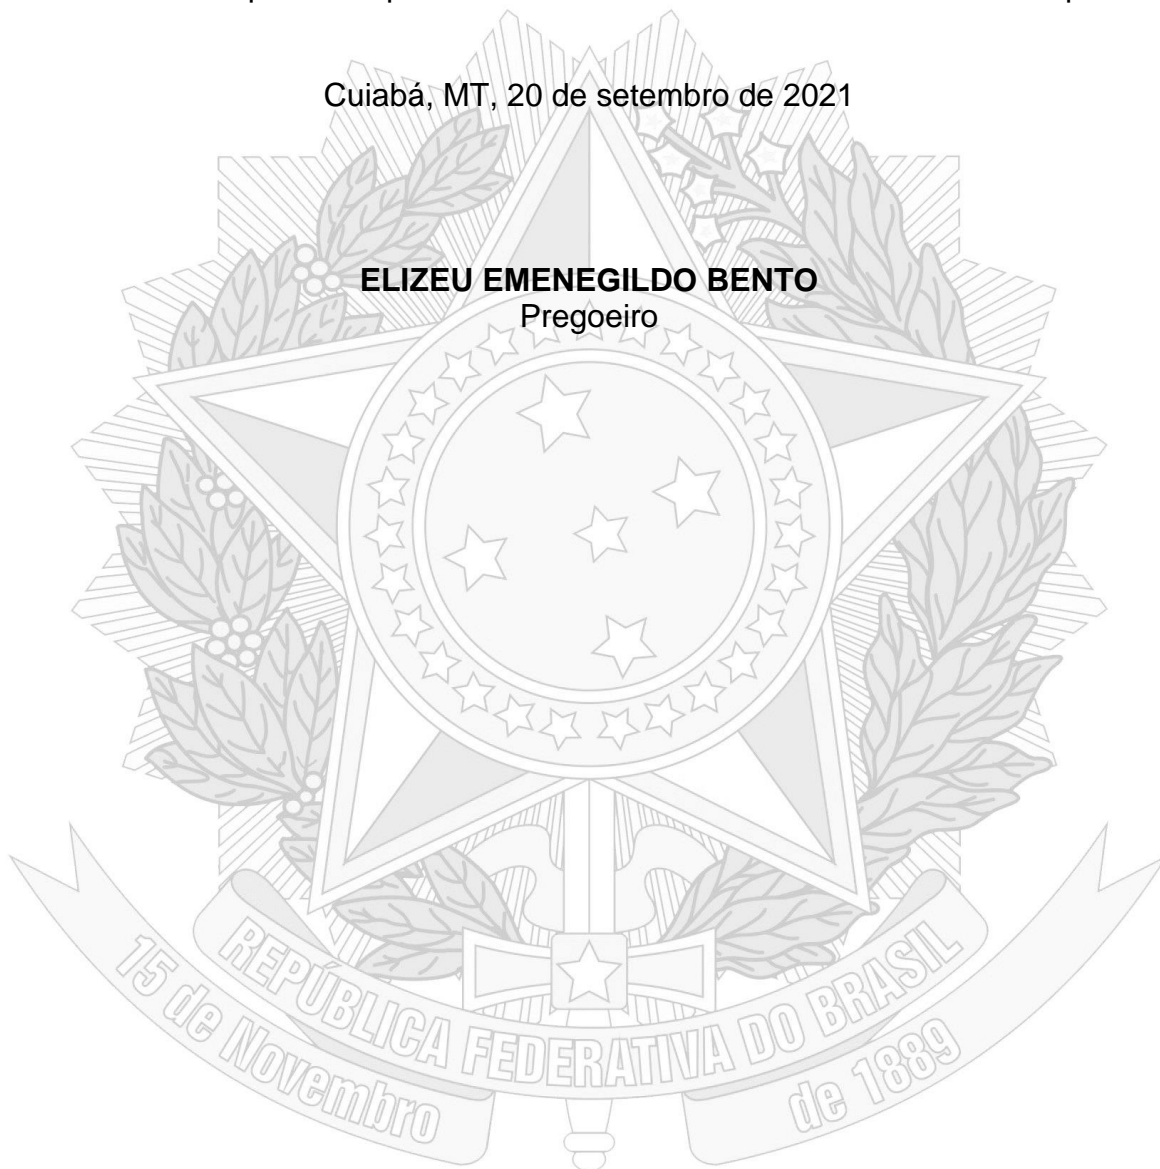 Cuiabá, MT, 20 de setembro de 2021
ELIZEU EMENEGILDO BENTO
Pregoeiro
REPÚBLICA FEDERATIVA DO BRASIL
15 de Novembro
de 1889